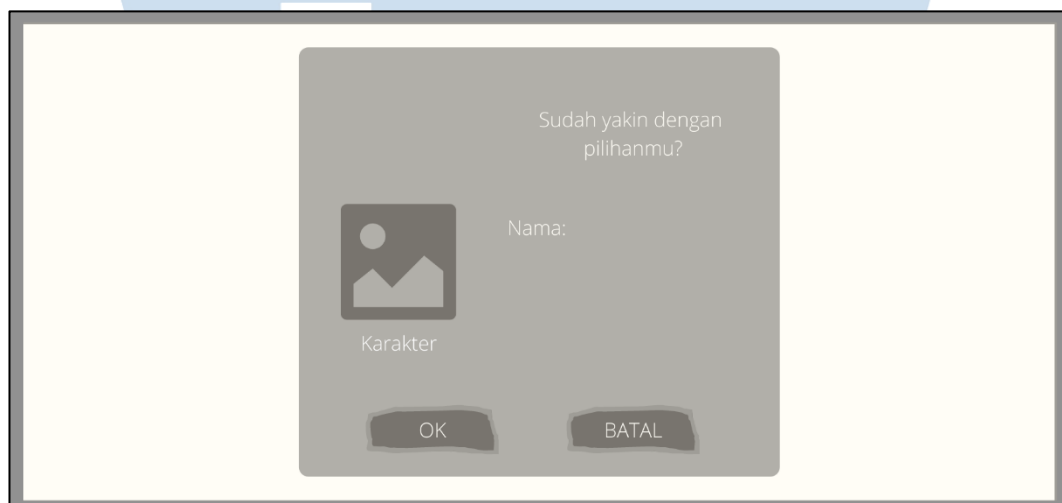 Sudah yakin dengan
pilihanmu?
Nama:
Karakter
OK
BATAL